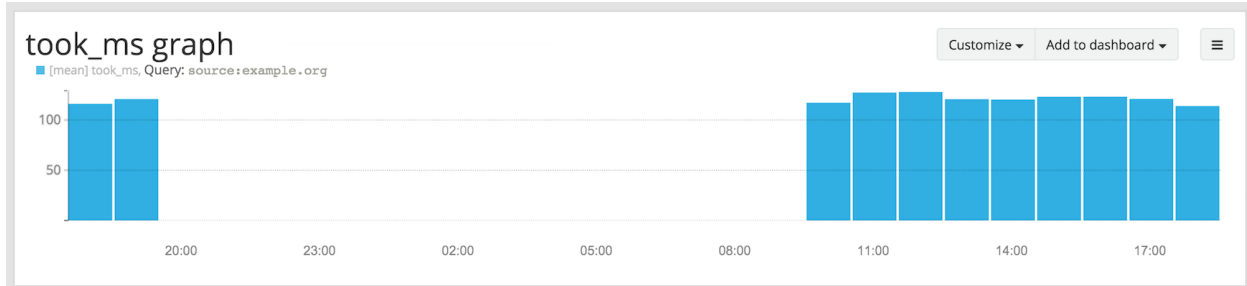 took_ms graph
Customize Add to dashboard
[mean] took_ms, Query: source:example.org
100
50
20:00 23:00 02:00 05:00 08:00 11:00 14:00 17:00